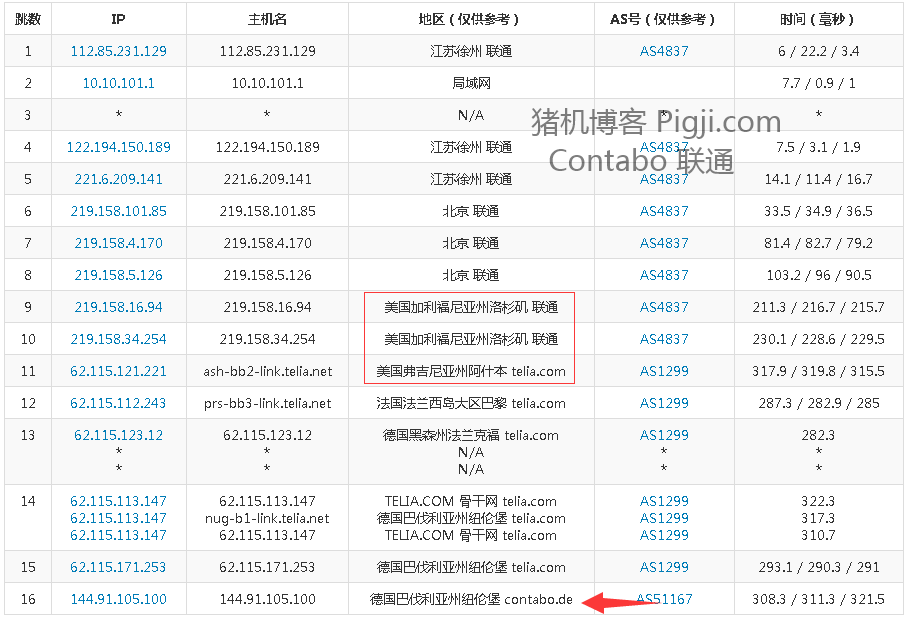 跳数 IP 主机名 地区（仅供参考） AS号（仅供参考） 时间（毫秒）
1 112.85.231.129 112.85.231.129 江苏徐州 联通 AS4837 6 / 22.2 / 3.4
2 10.10.101.1 10.10.101.1 局域网 7.7 / 0.9 / 1
3 * * N/A * *
猪机博客 Pigji.com
4 122.194.150.189 122.194.150.189 江苏徐州 联通 AS4837 7.5 / 3.1 / 1.9
Contabo 联通
5 221.6.209.141 221.6.209.141 江苏徐州 联通 AS4837 14.1 / 11.4 / 16.7
6 219.158.101.85 219.158.101.85 北京 联通 AS4837 33.5 / 34.9 / 36.5
7 219.158.4.170 219.158.4.170 北京 联通 AS4837 81.4 / 82.7 / 79.2
8 219.158.5.126 219.158.5.126 北京 联通 AS4837 103.2 / 96 / 90.5
9 219.158.16.94 219.158.16.94 美国加利福尼亚州洛杉矶 联通 AS4837 211.3 / 216.7 / 215.7
10 219.158.34.254 219.158.34.254 美国加利福尼亚州洛杉矶 联通 AS4837 230.1 / 228.6 / 229.5
11 62.115.121.221 ash-bb2-link.telia.net 美国弗吉尼亚州阿什本 telia.com AS1299 317.9 / 319.8 / 315.5
12 62.115.112.243 prs-bb3-link.telia.net 法国法兰西岛大区巴黎 telia.com AS1299 287.3 / 282.9 / 285
13 62.115.123.12 62.115.123.12 德国黑森州法兰克福 telia.com AS1299 282.3
* * N/A * *
* * N/A * *
14 62.115.113.147 62.115.113.147 TELIA.COM 骨干网 telia.com AS1299 322.3
62.115.113.147 nug-b1-link.telia.net 德国巴伐利亚州纽伦堡 telia.com AS1299 317.3
62.115.113.147 62.115.113.147 TELIA.COM 骨干网 telia.com AS1299 310.7
15 62.115.171.253 62.115.171.253 德国巴伐利亚州纽伦堡 telia.com AS1299 293.1 / 290.3 / 291
16 144.91.105.100 144.91.105.100 德国巴伐利亚州纽伦堡 contabo.de AS51167 308.3 / 311.3 / 321.5